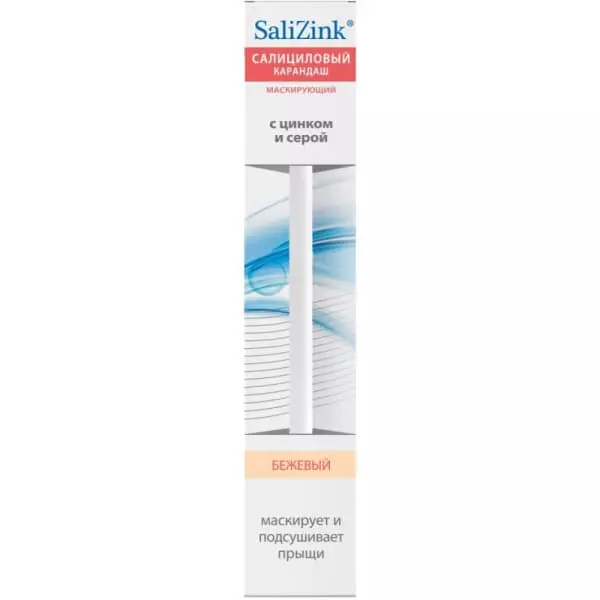 SaliZink®
САЛИЦИЛОВЫЙ
КАРАНДАШ
МАСКИРУЮЩИЙ
с цинком
и серой
БЕЖЕВЫЙ
маскирует и
подсушивает
прыщи